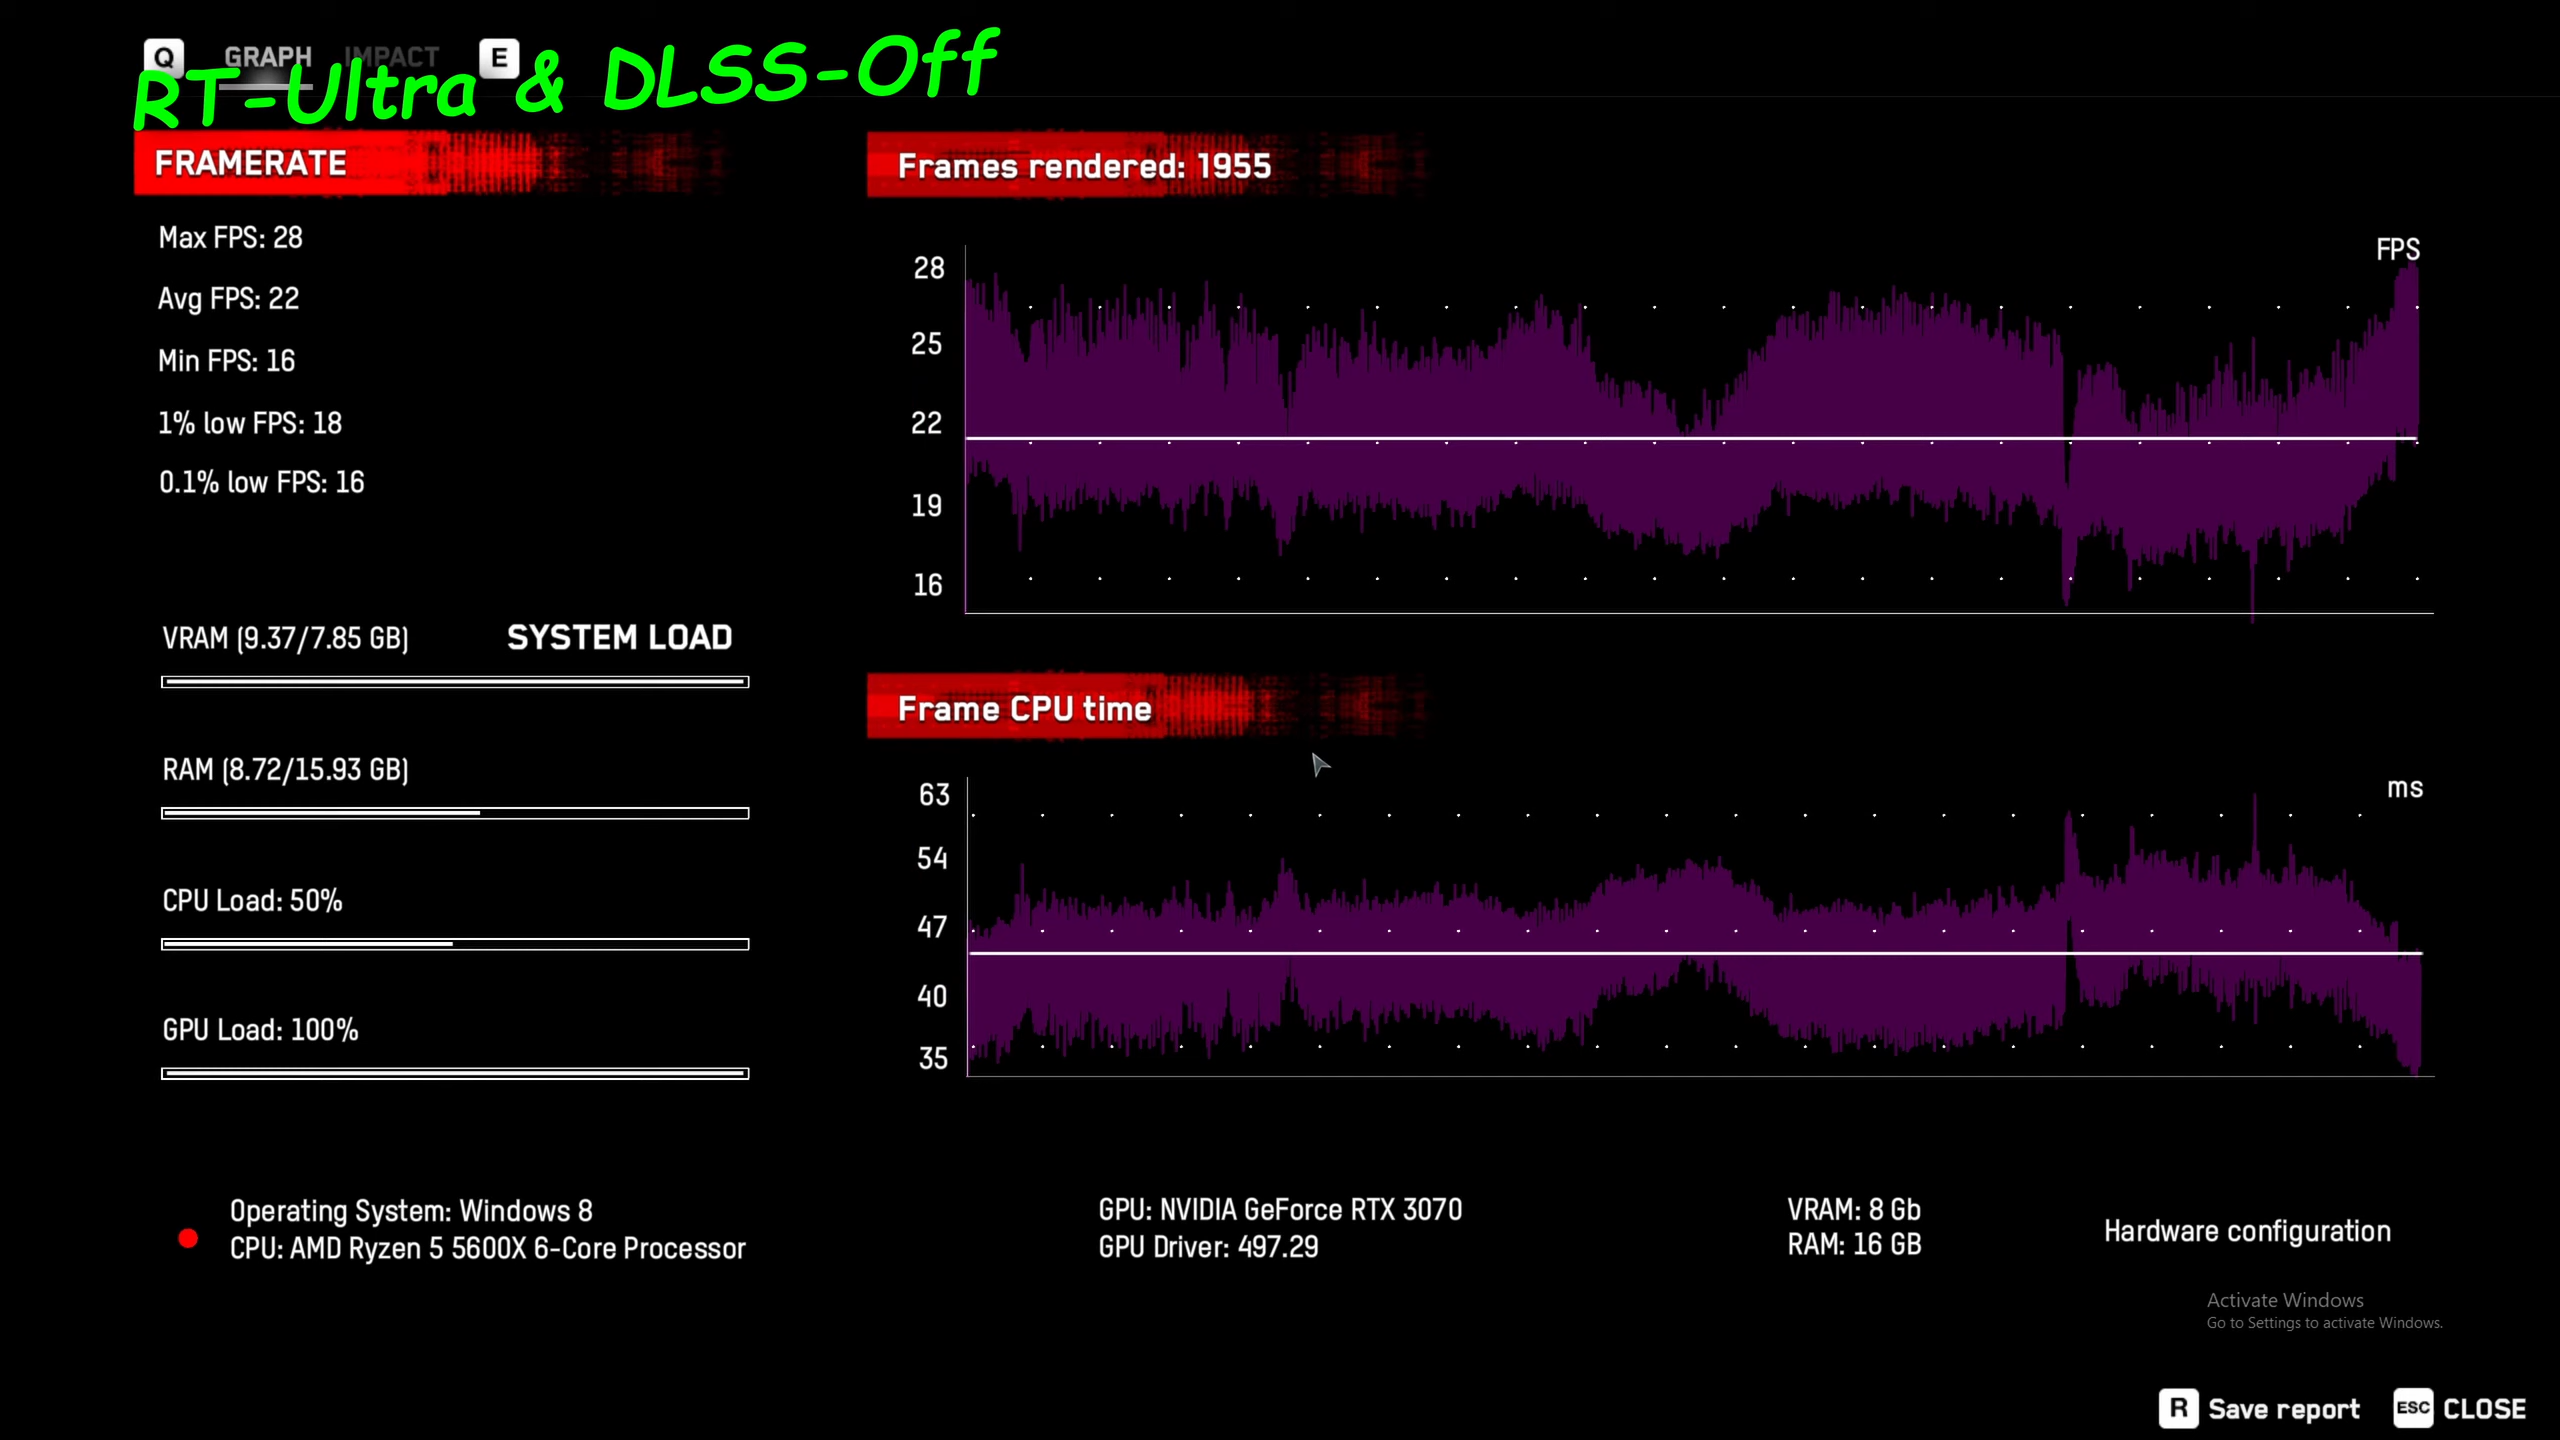 Q GRAPH IMPACT E
RT-Ultra & DLSS-Off
FRAMERATE
Max FPS: 28
Avg FPS: 22
Min FPS: 16
1% low FPS: 18
0.1% low FPS: 16
VRAM (9.37/7.85 GB) SYSTEM LOAD
RAM (8.72/15.93 GB)
CPU Load: 50%
GPU Load: 100%
Frames rendered: 1955
FPS
28
25
22
19
16
Frame CPU time
ms
63
54
47
40
35
Operating System: Windows 8
CPU: AMD Ryzen 5 5600X 6-Core Processor
GPU: NVIDIA GeForce RTX 3070
GPU Driver: 497.29
VRAM: 8 Gb
RAM: 16 GB
Hardware configuration
Activate Windows
Go to Settings to activate Windows.
R Save report ESC CLOSE